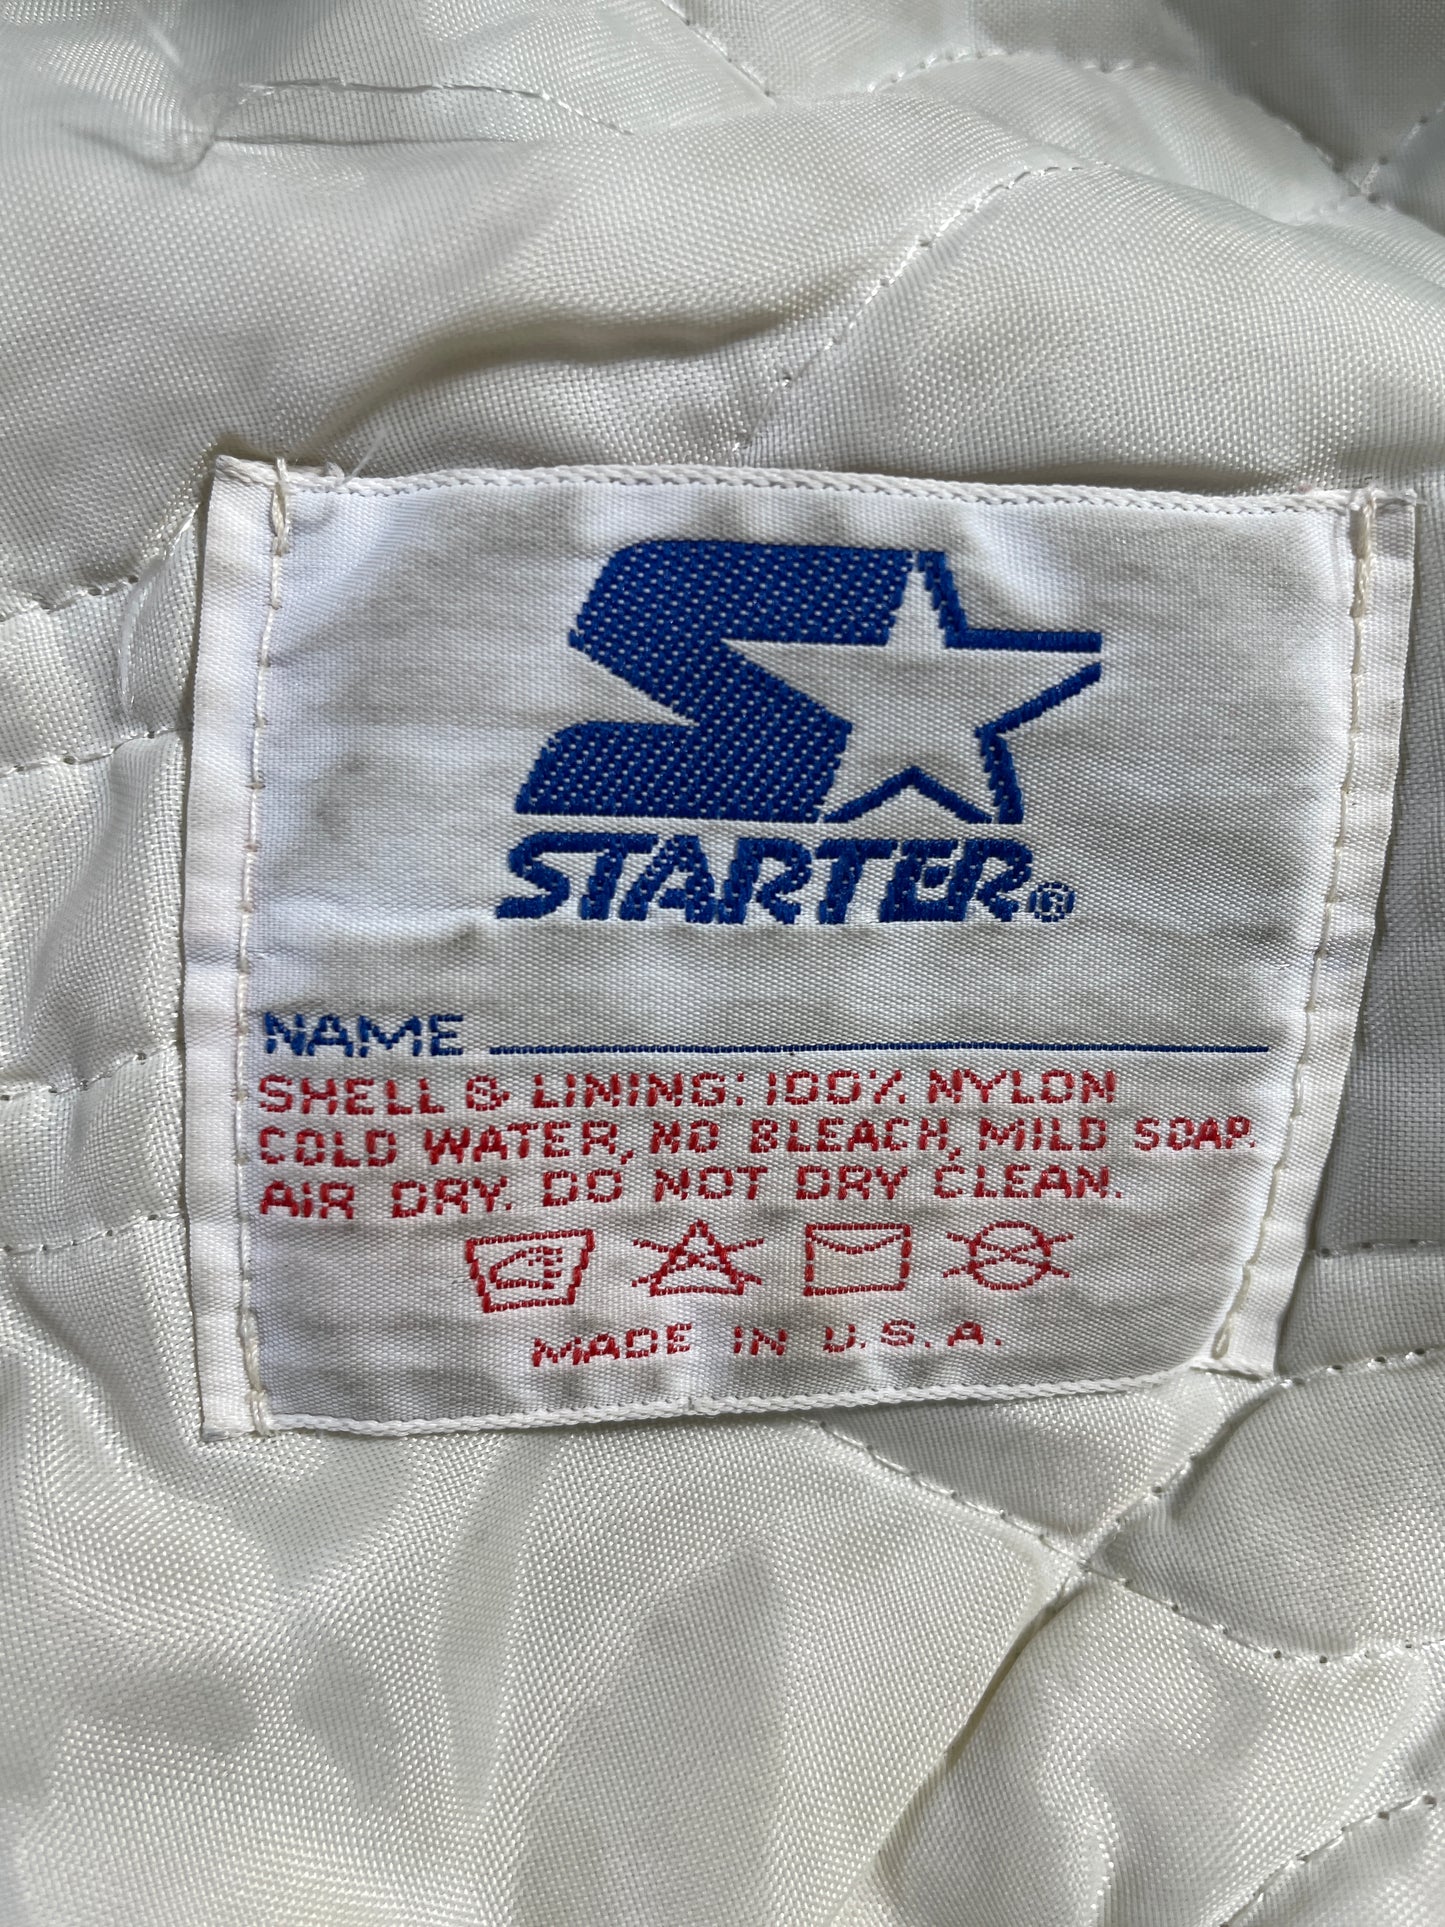 STARTER®
NAME
SHELL & LINING: 100% NYLON
COLD WATER, NO BLEACH, MILD SOAP.
AIR DRY. DO NOT DRY CLEAN.
MADE IN U.S.A.